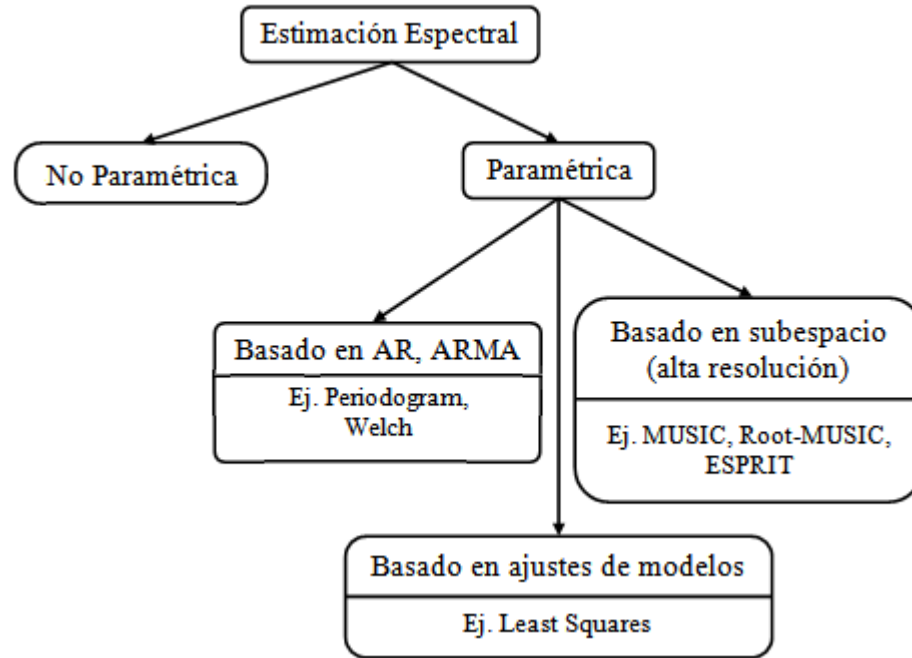 Estimación Espectral
No Paramétrica
Paramétrica
Basado en AR, ARMA
Ej. Periodogram,
Welch
Basado en subespacio
(alta resolución)
Ej. MUSIC, Root-MUSIC,
ESPRIT
Basado en ajustes de modelos
Ej. Least Squares